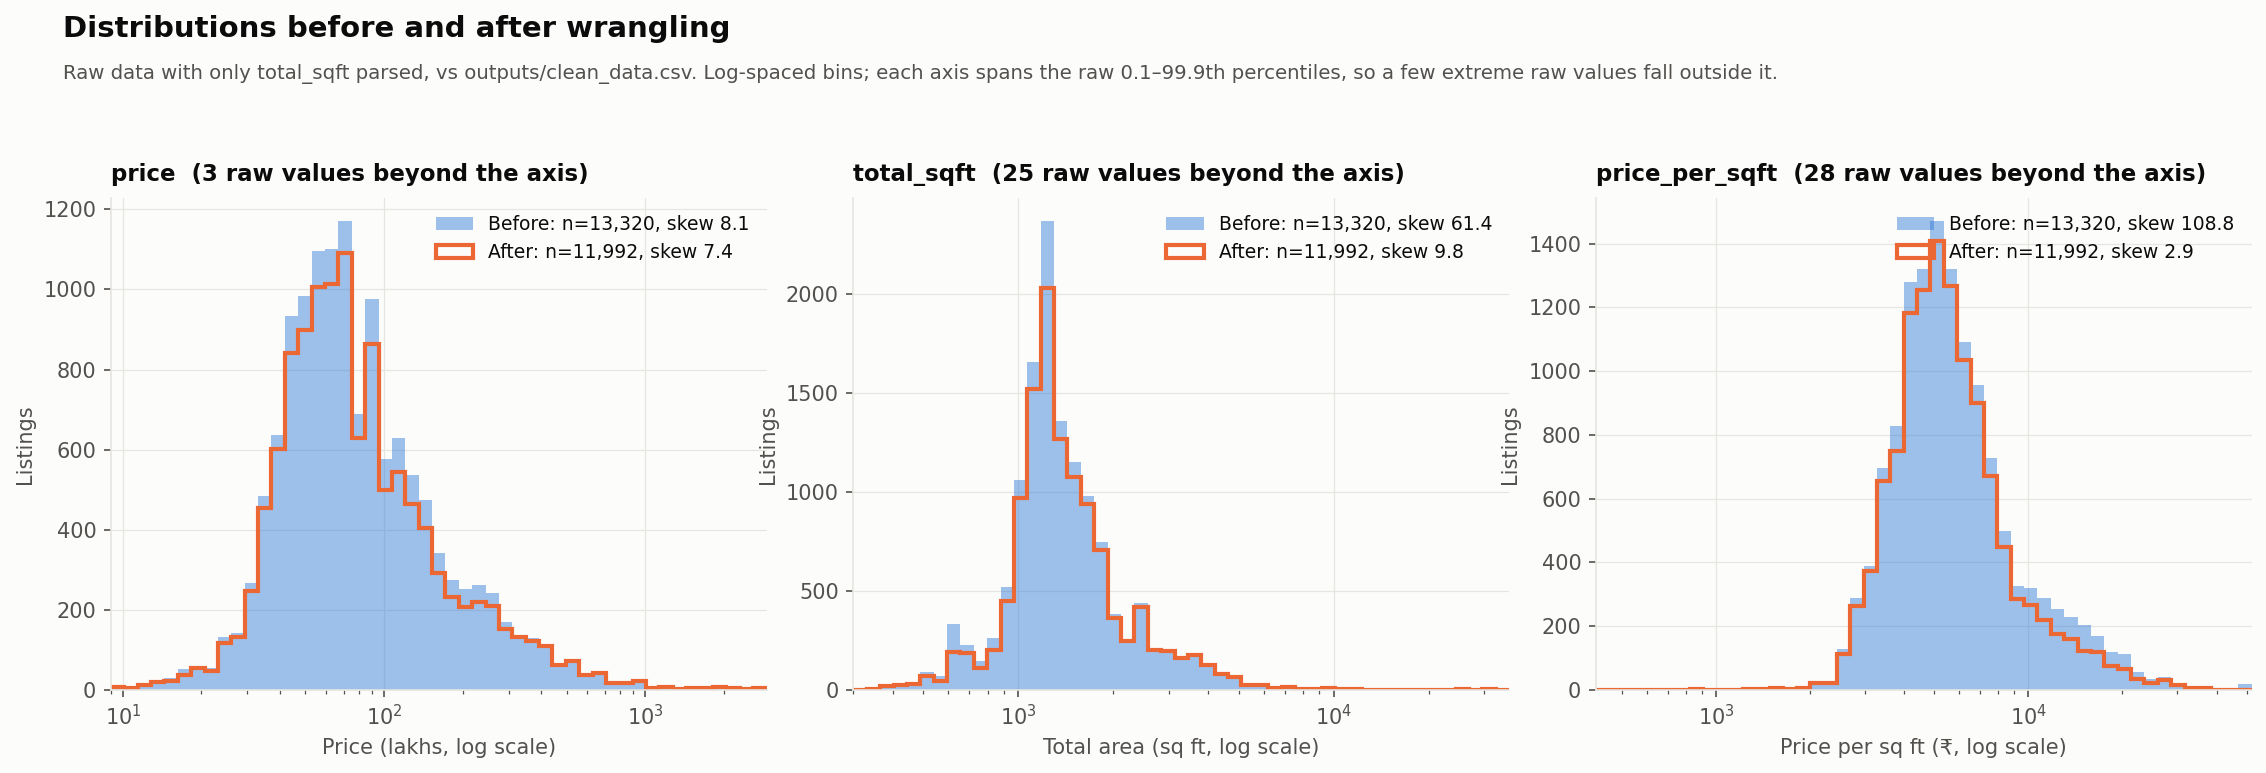 Distributions before and after wrangling
Raw data with only total_sqft parsed, vs outputs/clean_data.csv. Log-spaced bins; each axis spans the raw 0.1–99.9th percentiles, so a few extreme raw values fall outside it.
price (3 raw values beyond the axis)
Before: n=13,320, skew 8.1
After: n=11,992, skew 7.4
Listings
1200
1000
800
600
400
200
0
10¹ 10² 10³
Price (lakhs, log scale)
total_sqft (25 raw values beyond the axis)
Before: n=13,320, skew 61.4
After: n=11,992, skew 9.8
Listings
2000
1500
1000
500
0
10³ 10⁴
Total area (sq ft, log scale)
price_per_sqft (28 raw values beyond the axis)
Before: n=13,320, skew 108.8
After: n=11,992, skew 2.9
Listings
1400
1200
1000
800
600
400
200
0
10³ 10⁴
Price per sq ft (₹, log scale)